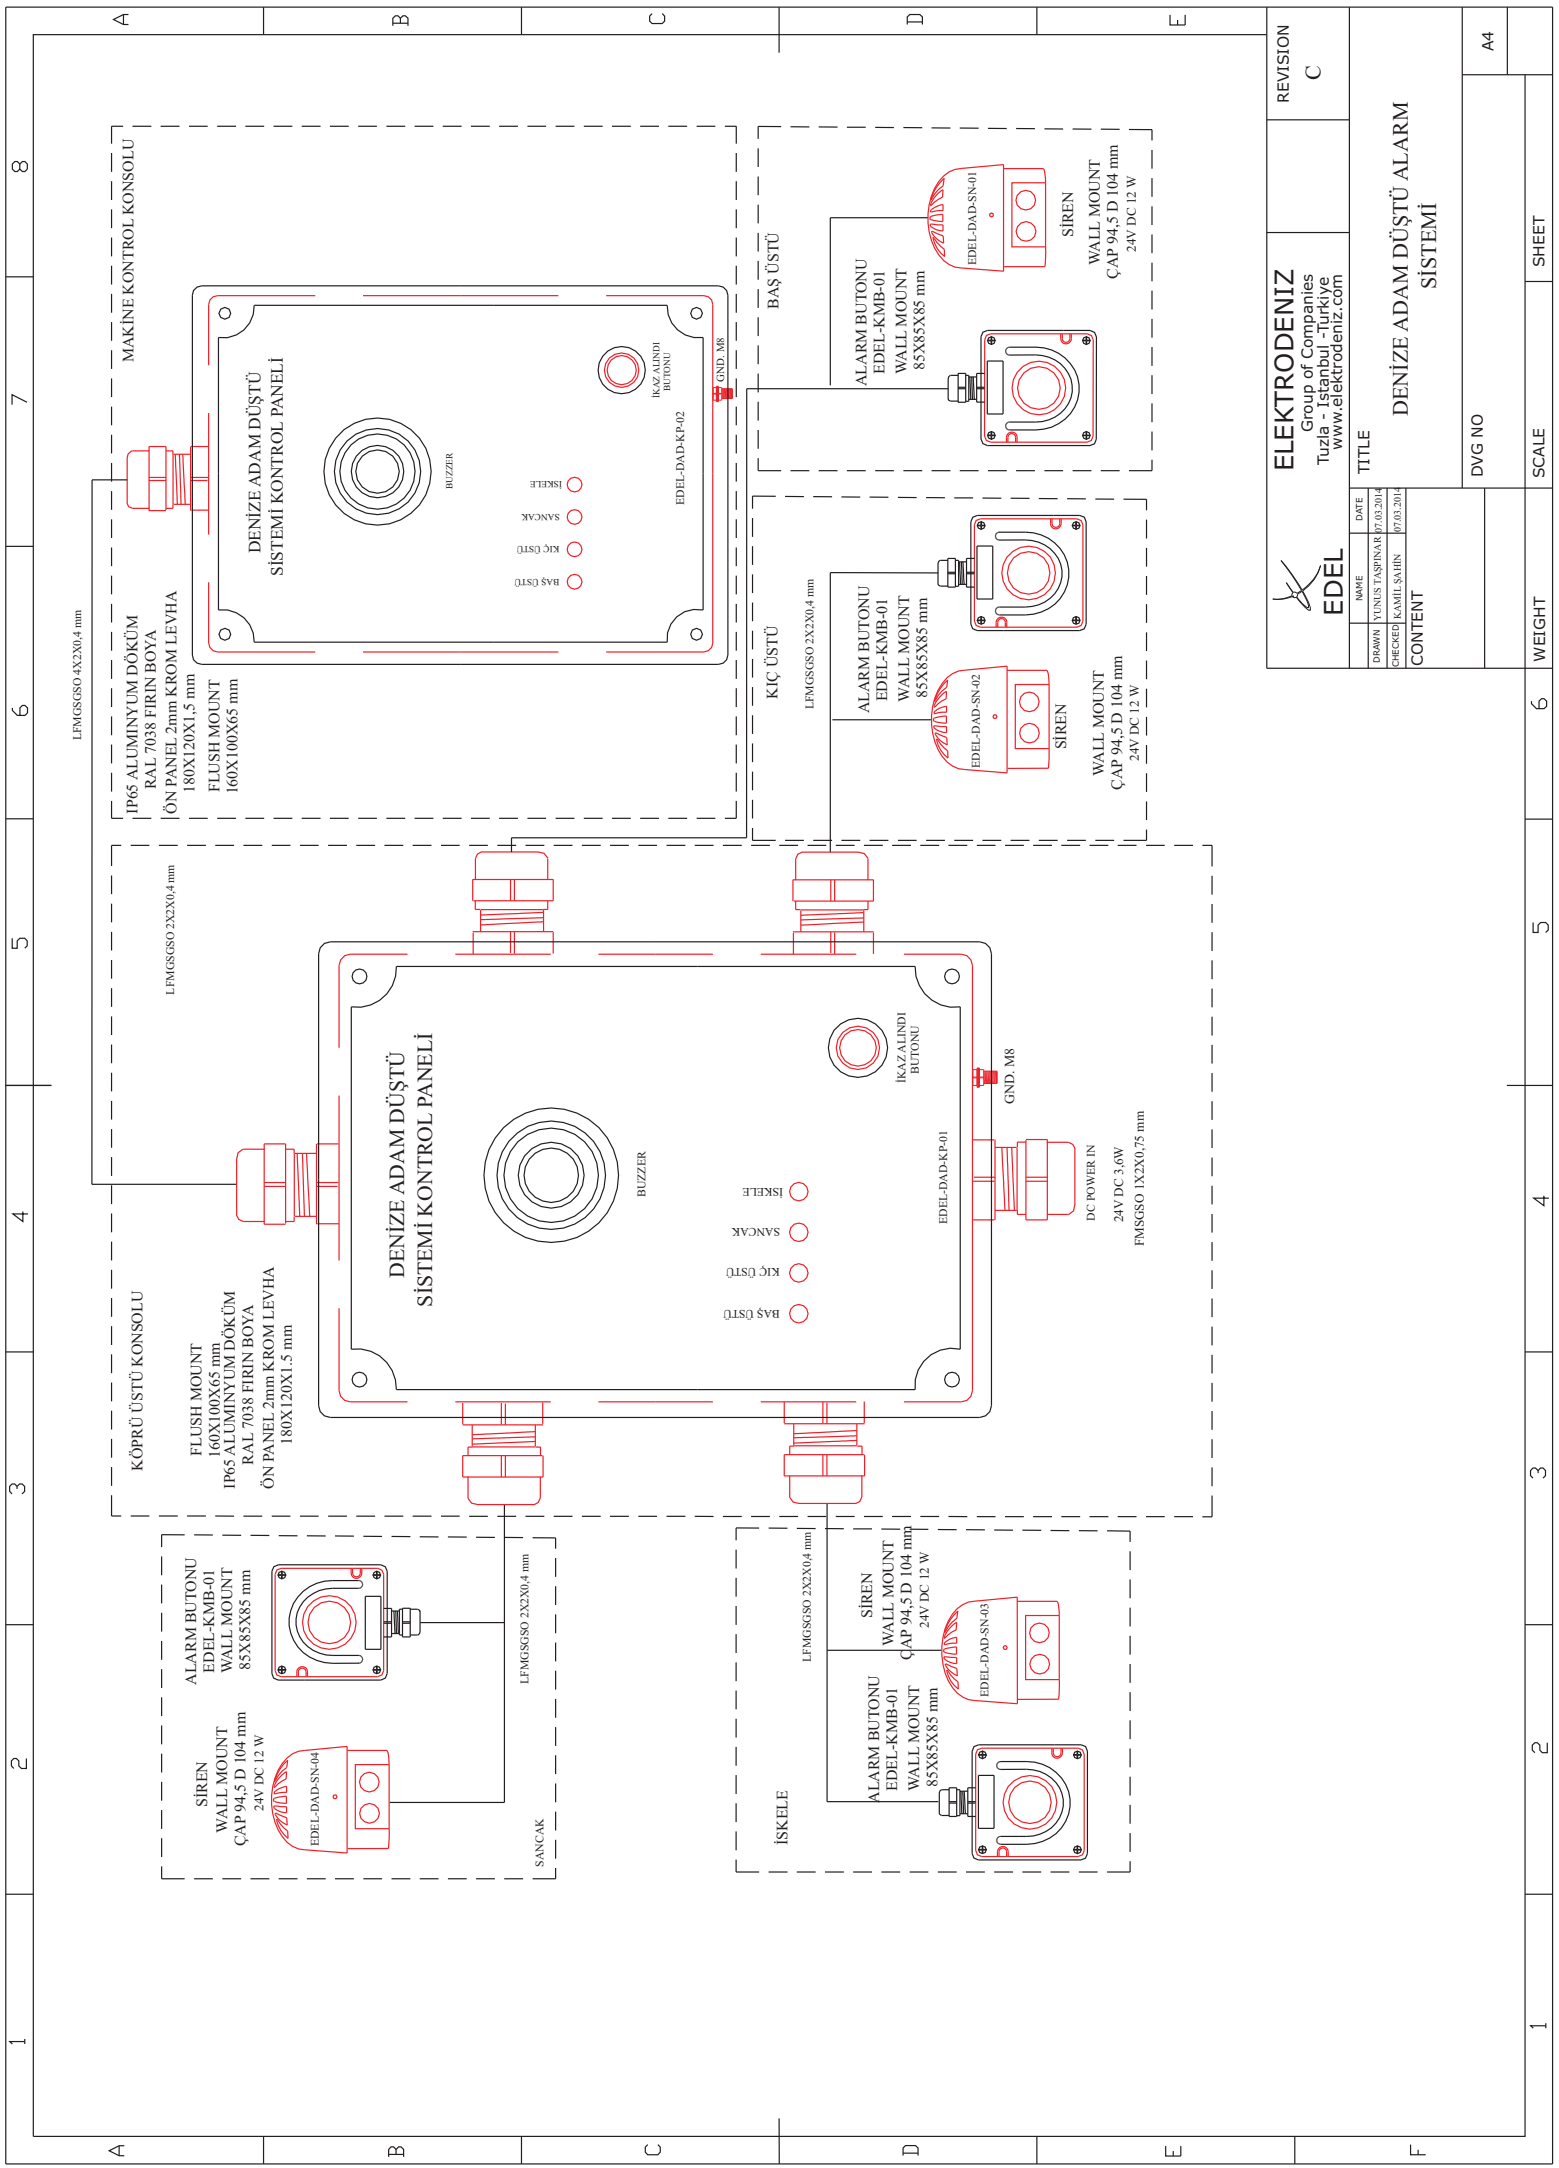 1
2
3
4
5
6
7
8
A
B
C
D
E
LFMGSGSO 4X2X0,4 mm
MAKİNE KONTROL KONSOLU
IP65 ALUMINYUM DÖKÜM
RAL 7038 FIRIN BOYA
ÖN PANEL 2mm KROM LEVHA
180X120X1,5 mm
FLUSH MOUNT
160X100X65 mm
DENİZE ADAM DÜŞTÜ
SİSTEMİ KONTROL PANELİ
BUZZER
BAŞ ÜSTÜ
KIÇ ÜSTÜ
SANCAK
İSKELE
İKAZ ALINDI
BUTONU
EDEL-DAD-KP-02
GND. M8
KÖPRÜ ÜSTÜ KONSOLU
LFMGSGSO 2X2X0,4 mm
FLUSH MOUNT
160X100X65 mm
IP65 ALUMINYUM DÖKÜM
RAL 7038 FIRIN BOYA
ÖN PANEL 2mm KROM LEVHA
180X120X1.5 mm
DENİZE ADAM DÜŞTÜ
SİSTEMİ KONTROL PANELİ
BUZZER
BAŞ ÜSTÜ
KIÇ ÜSTÜ
SANCAK
İSKELE
İKAZ ALINDI
BUTONU
EDEL-DAD-KP-01
GND. M8
DC POWER IN
24V DC 3,6W
FMSGSO 1X2X0,75 mm
ALARM BUTONU
EDEL-KMB-01
WALL MOUNT
85X85X85 mm
SİREN
WALL MOUNT
ÇAP 94,5 D 104 mm
24V DC 12 W
EDEL-DAD-SN-04
LFMGSGSO 2X2X0,4 mm
SANCAK
İSKELE
LFMGSGSO 2X2X0,4 mm
SİREN
WALL MOUNT
ÇAP 94,5 D 104 mm
24V DC 12 W
ALARM BUTONU
EDEL-KMB-01
WALL MOUNT
85X85X85 mm
EDEL-DAD-SN-03
KIÇ ÜSTÜ
LFMGSGSO 2X2X0,4 mm
ALARM BUTONU
EDEL-KMB-01
WALL MOUNT
85X85X85 mm
EDEL-DAD-SN-02
SİREN
WALL MOUNT
ÇAP 94,5 D 104 mm
24V DC 12 W
BAŞ ÜSTÜ
ALARM BUTONU
EDEL-KMB-01
WALL MOUNT
85X85X85 mm
EDEL-DAD-SN-01
SİREN
WALL MOUNT
ÇAP 94,5 D 104 mm
24V DC 12 W
EDEL
ELEKTRODENIZ
Group of Companies
Tuzla - Istanbul -Turkiye
www.elektrodeniz.com
REVISION
C
NAME
DATE
DRAWN YUNUS TAŞPINAR 07.03.2014
CHECKED KAMİL ŞAHİN 07.03.2014
CONTENT
TITLE
DENİZE ADAM DÜŞTÜ ALARM
SİSTEMİ
DVG NO
A4
WEIGHT
SCALE
SHEET
A
B
C
D
E
F
1
2
3
4
5
6